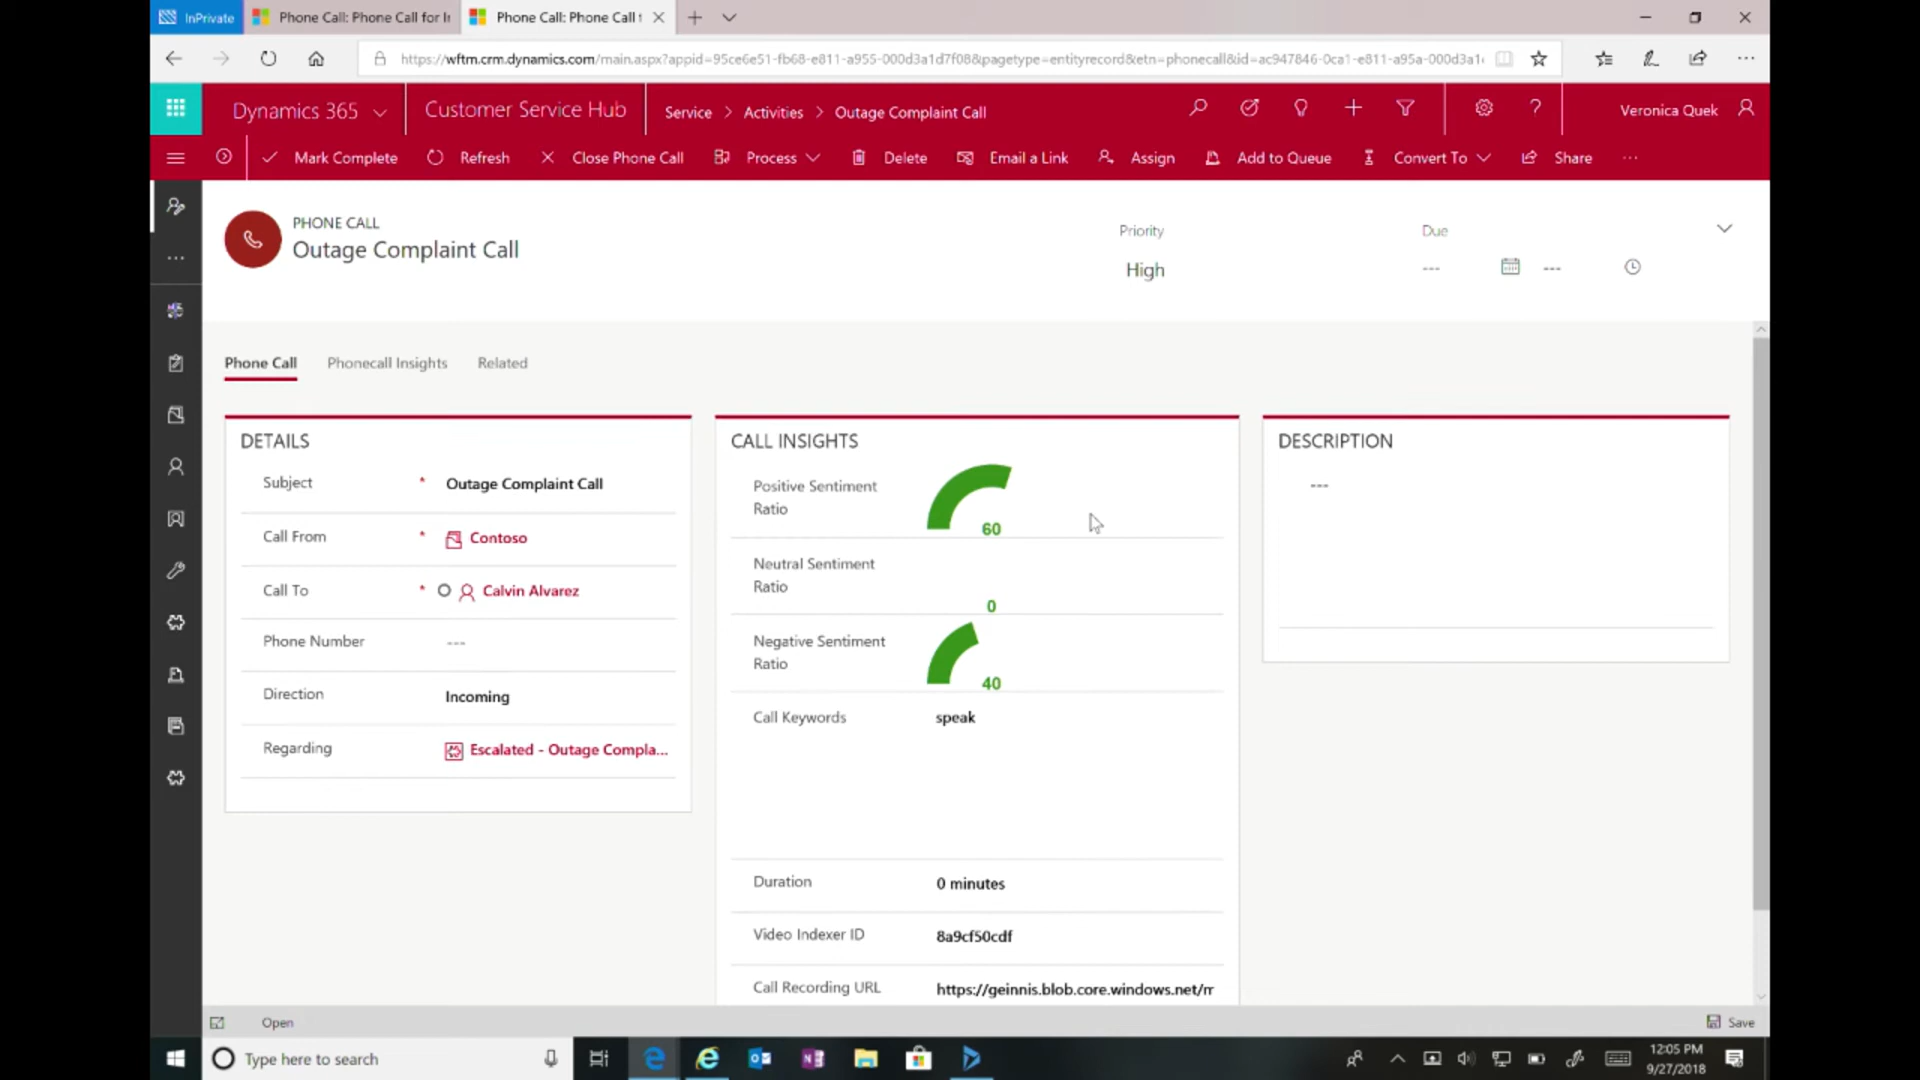 InPrivate
Phone Call: Phone Call for Ir
Phone Call: Phone Call f
https://wftm.crm.dynamics.com/main.aspx?appid=95ce6e51-fb68-e811-a955-000d3a1d7f08&pagetype=entityrecord&etn=phonecall&id=ac947846-0ca1-e811-a95a-000d3a1
Dynamics 365
Customer Service Hub
Service > Activities > Outage Complaint Call
Veronica Quek
Mark Complete
Refresh
Close Phone Call
Process
Delete
Email a Link
Assign
Add to Queue
Convert To
Share
PHONE CALL
Outage Complaint Call
Priority
High
Due
---
---
Phone Call
Phonecall Insights
Related
DETAILS
Subject * Outage Complaint Call
Call From * Contoso
Call To * Calvin Alvarez
Phone Number ---
Direction Incoming
Regarding Escalated - Outage Compla...
CALL INSIGHTS
Positive Sentiment
Ratio
60
Neutral Sentiment
Ratio
0
Negative Sentiment
Ratio
40
Call Keywords speak
Duration 0 minutes
Video Indexer ID 8a9cf50cdf
Call Recording URL https://geinnis.blob.core.windows.net/m
DESCRIPTION
---
Open
Save
Type here to search
12:05 PM
9/27/2018